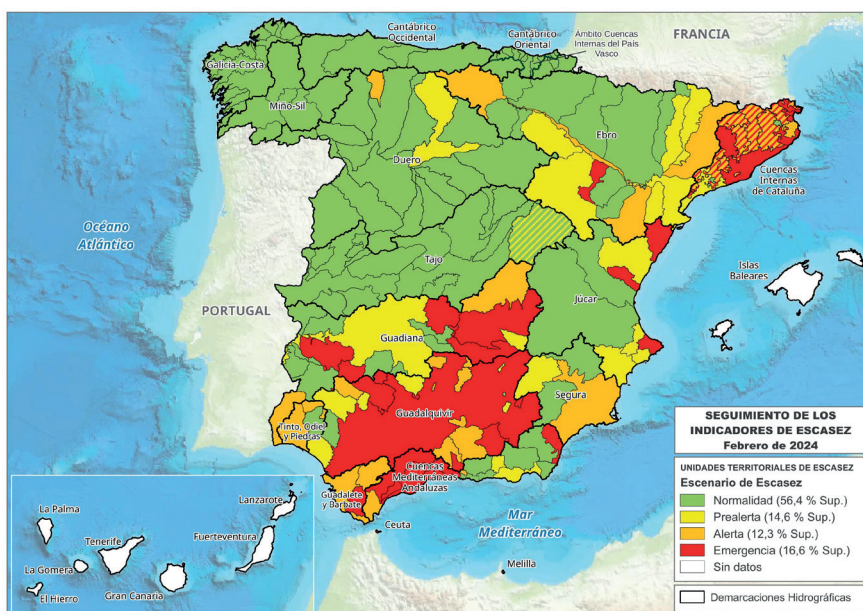 Cantábrico
Occidental
Cantábrico
Oriental
Ámbito Cuencas
Internas del País
Vasco
FRANCIA
Galicia-Costa
Miño-Sil
Ebro
Duero
Cuencas
Internas
de Cataluña
Océano
Atlántico
Tajo
Islas
Baleares
PORTUGAL
Júcar
Guadiana
Segura
Guadalquivir
Tinto, Odiel
y Piedras
Cuencas
Mediterráneas
Andaluzas
Guadalete
y Barbate
Ceuta
Mar
Mediterráneo
Melilla
Lanzarote
La Palma
Tenerife
Fuerteventura
La Gomera
El Hierro
Gran Canaria
SEGUIMIENTO DE LOS
INDICADORES DE ESCASEZ
Febrero de 2024
UNIDADES TERRITORIALES DE ESCASEZ
Escenario de Escasez
Normalidad (56,4 % Sup.)
Prealerta (14,6 % Sup.)
Alerta (12,3 % Sup.)
Emergencia (16,6 % Sup.)
Sin datos
Demarcaciones Hidrográficas